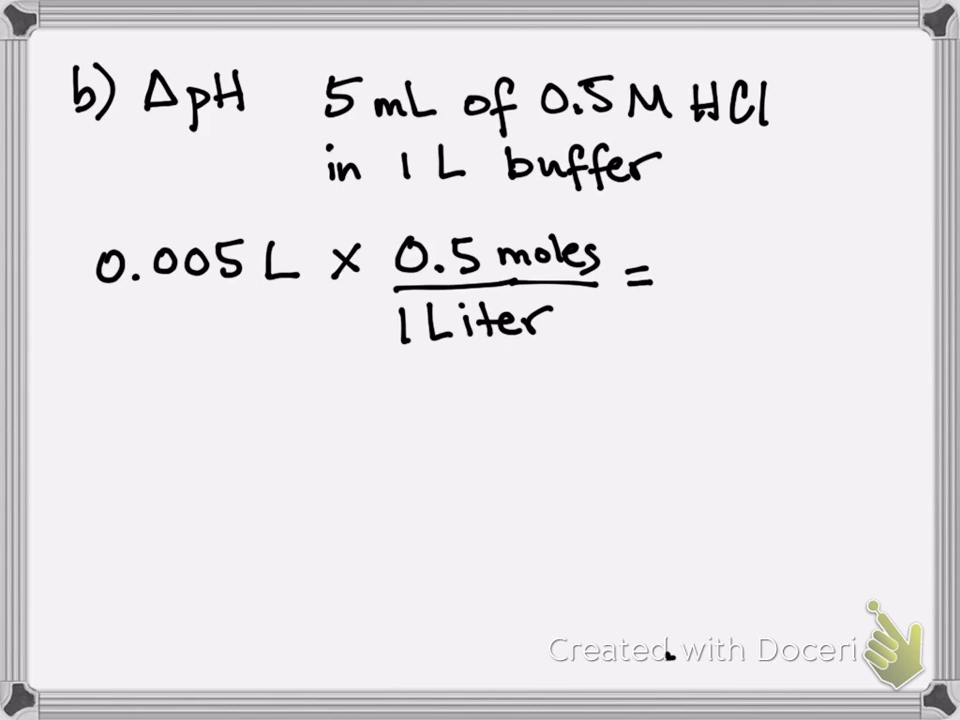 b) ΔpH 5 mL of 0.5 M HCl
in 1 L buffer
0.005 L × 0.5 moles =
1 Liter
Created with Doceri